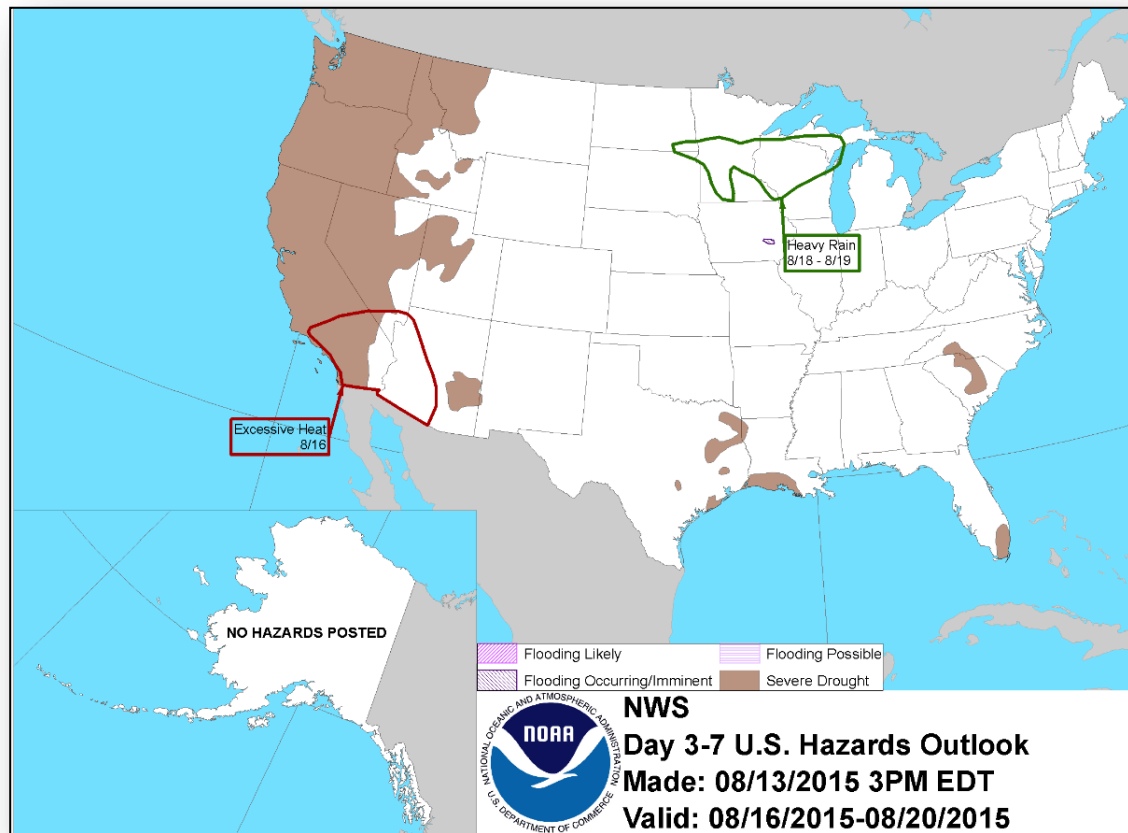 Heavy Rain
8/18 - 8/19
Excessive Heat
8/16
NO HAZARDS POSTED
Flooding Likely
Flooding Possible
Flooding Occurring/Imminent
Severe Drought
NATIONAL OCEANIC AND ATMOSPHERIC ADMINISTRATION
NOAA
U.S. DEPARTMENT OF COMMERCE
NWS
Day 3-7 U.S. Hazards Outlook
Made: 08/13/2015 3PM EDT
Valid: 08/16/2015-08/20/2015